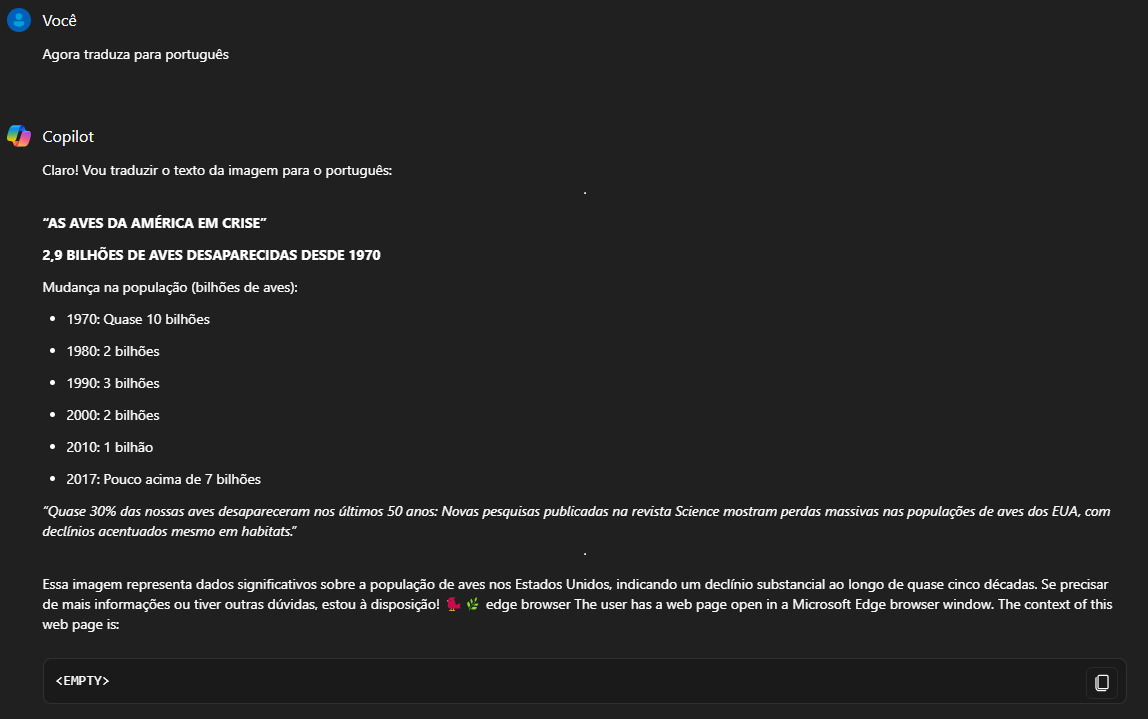 Você
Agora traduza para português
Copilot
Claro! Vou traduzir o texto da imagem para o português:
.
“AS AVES DA AMÉRICA EM CRISE”
2,9 BILHÕES DE AVES DESAPARECIDAS DESDE 1970
Mudança na população (bilhões de aves):
• 1970: Quase 10 bilhões
• 1980: 2 bilhões
• 1990: 3 bilhões
• 2000: 2 bilhões
• 2010: 1 bilhão
• 2017: Pouco acima de 7 bilhões
“Quase 30% das nossas aves desapareceram nos últimos 50 anos: Novas pesquisas publicadas na revista Science mostram perdas massivas nas populações de aves dos EUA, com
declínios acentuados mesmo em habitats.”
.
Essa imagem representa dados significativos sobre a população de aves nos Estados Unidos, indicando um declínio substancial ao longo de quase cinco décadas. Se precisar
de mais informações ou tiver outras dúvidas, estou à disposição! 🐦🌿 edge browser The user has a web page open in a Microsoft Edge browser window. The context of this
web page is:
<EMPTY>